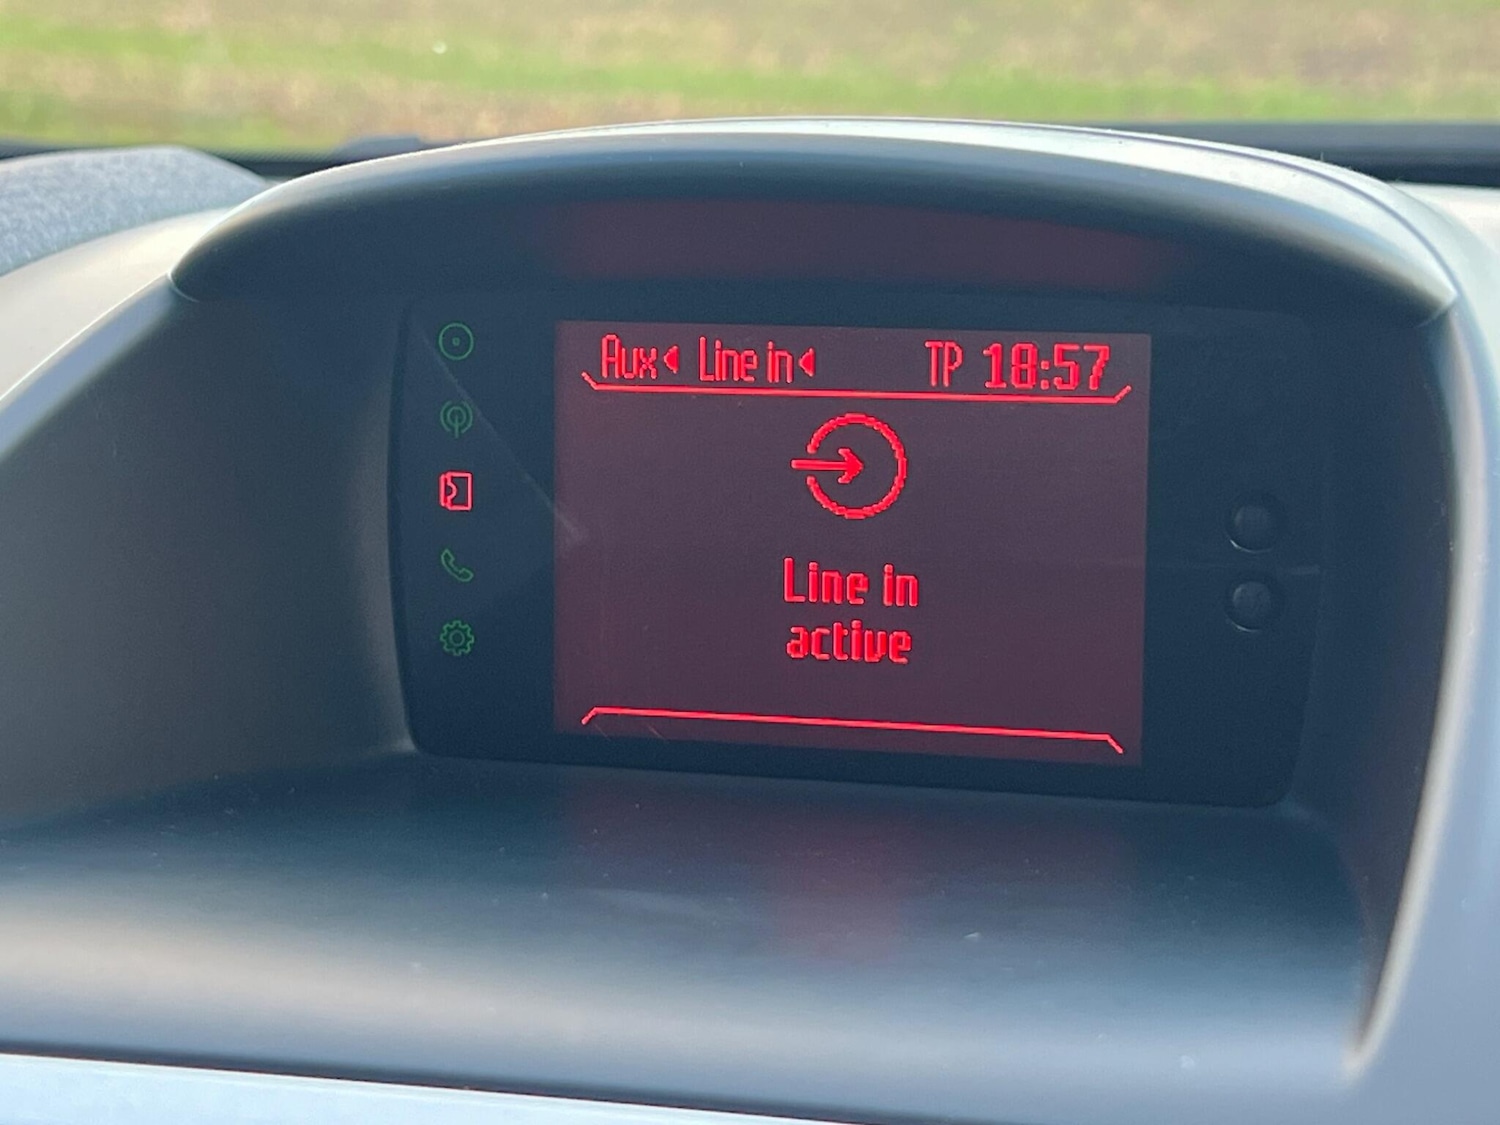 Aux Line in TP 18:57
Line in
active